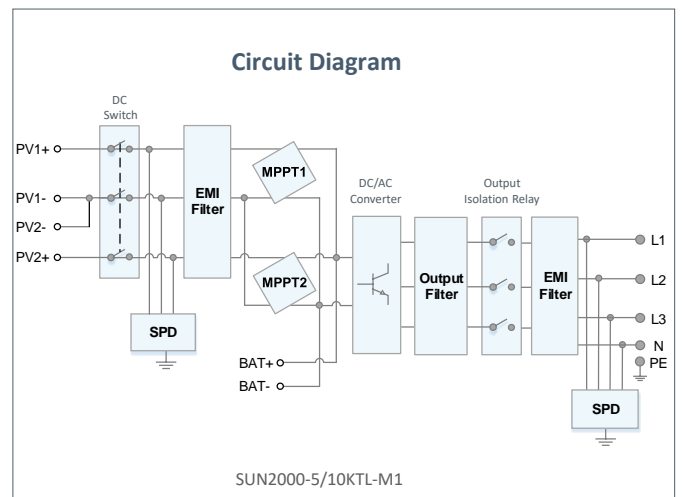 Circuit Diagram
DC
Switch
PV1+
PV1-
PV2-
PV2+
EMI
Filter
MPPT1
MPPT2
SPD
BAT+
BAT-
DC/AC
Converter
Output
Filter
Output
Isolation Relay
EMI
Filter
L1
L2
L3
N
PE
SPD
SUN2000-5/10KTL-M1